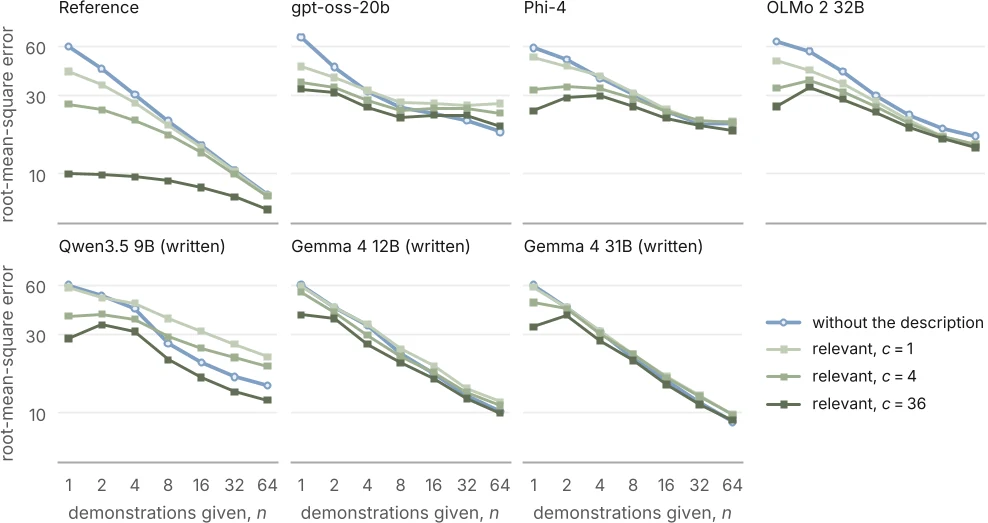 Reference
gpt-oss-20b
Phi-4
OLMo 2 32B
root-mean-square error
60
30
10
Qwen3.5 9B (written)
Gemma 4 12B (written)
Gemma 4 31B (written)
root-mean-square error
60
30
10
without the description
relevant, c = 1
relevant, c = 4
relevant, c = 36
1 2 4 8 16 32 64
1 2 4 8 16 32 64
1 2 4 8 16 32 64
demonstrations given, n
demonstrations given, n
demonstrations given, n